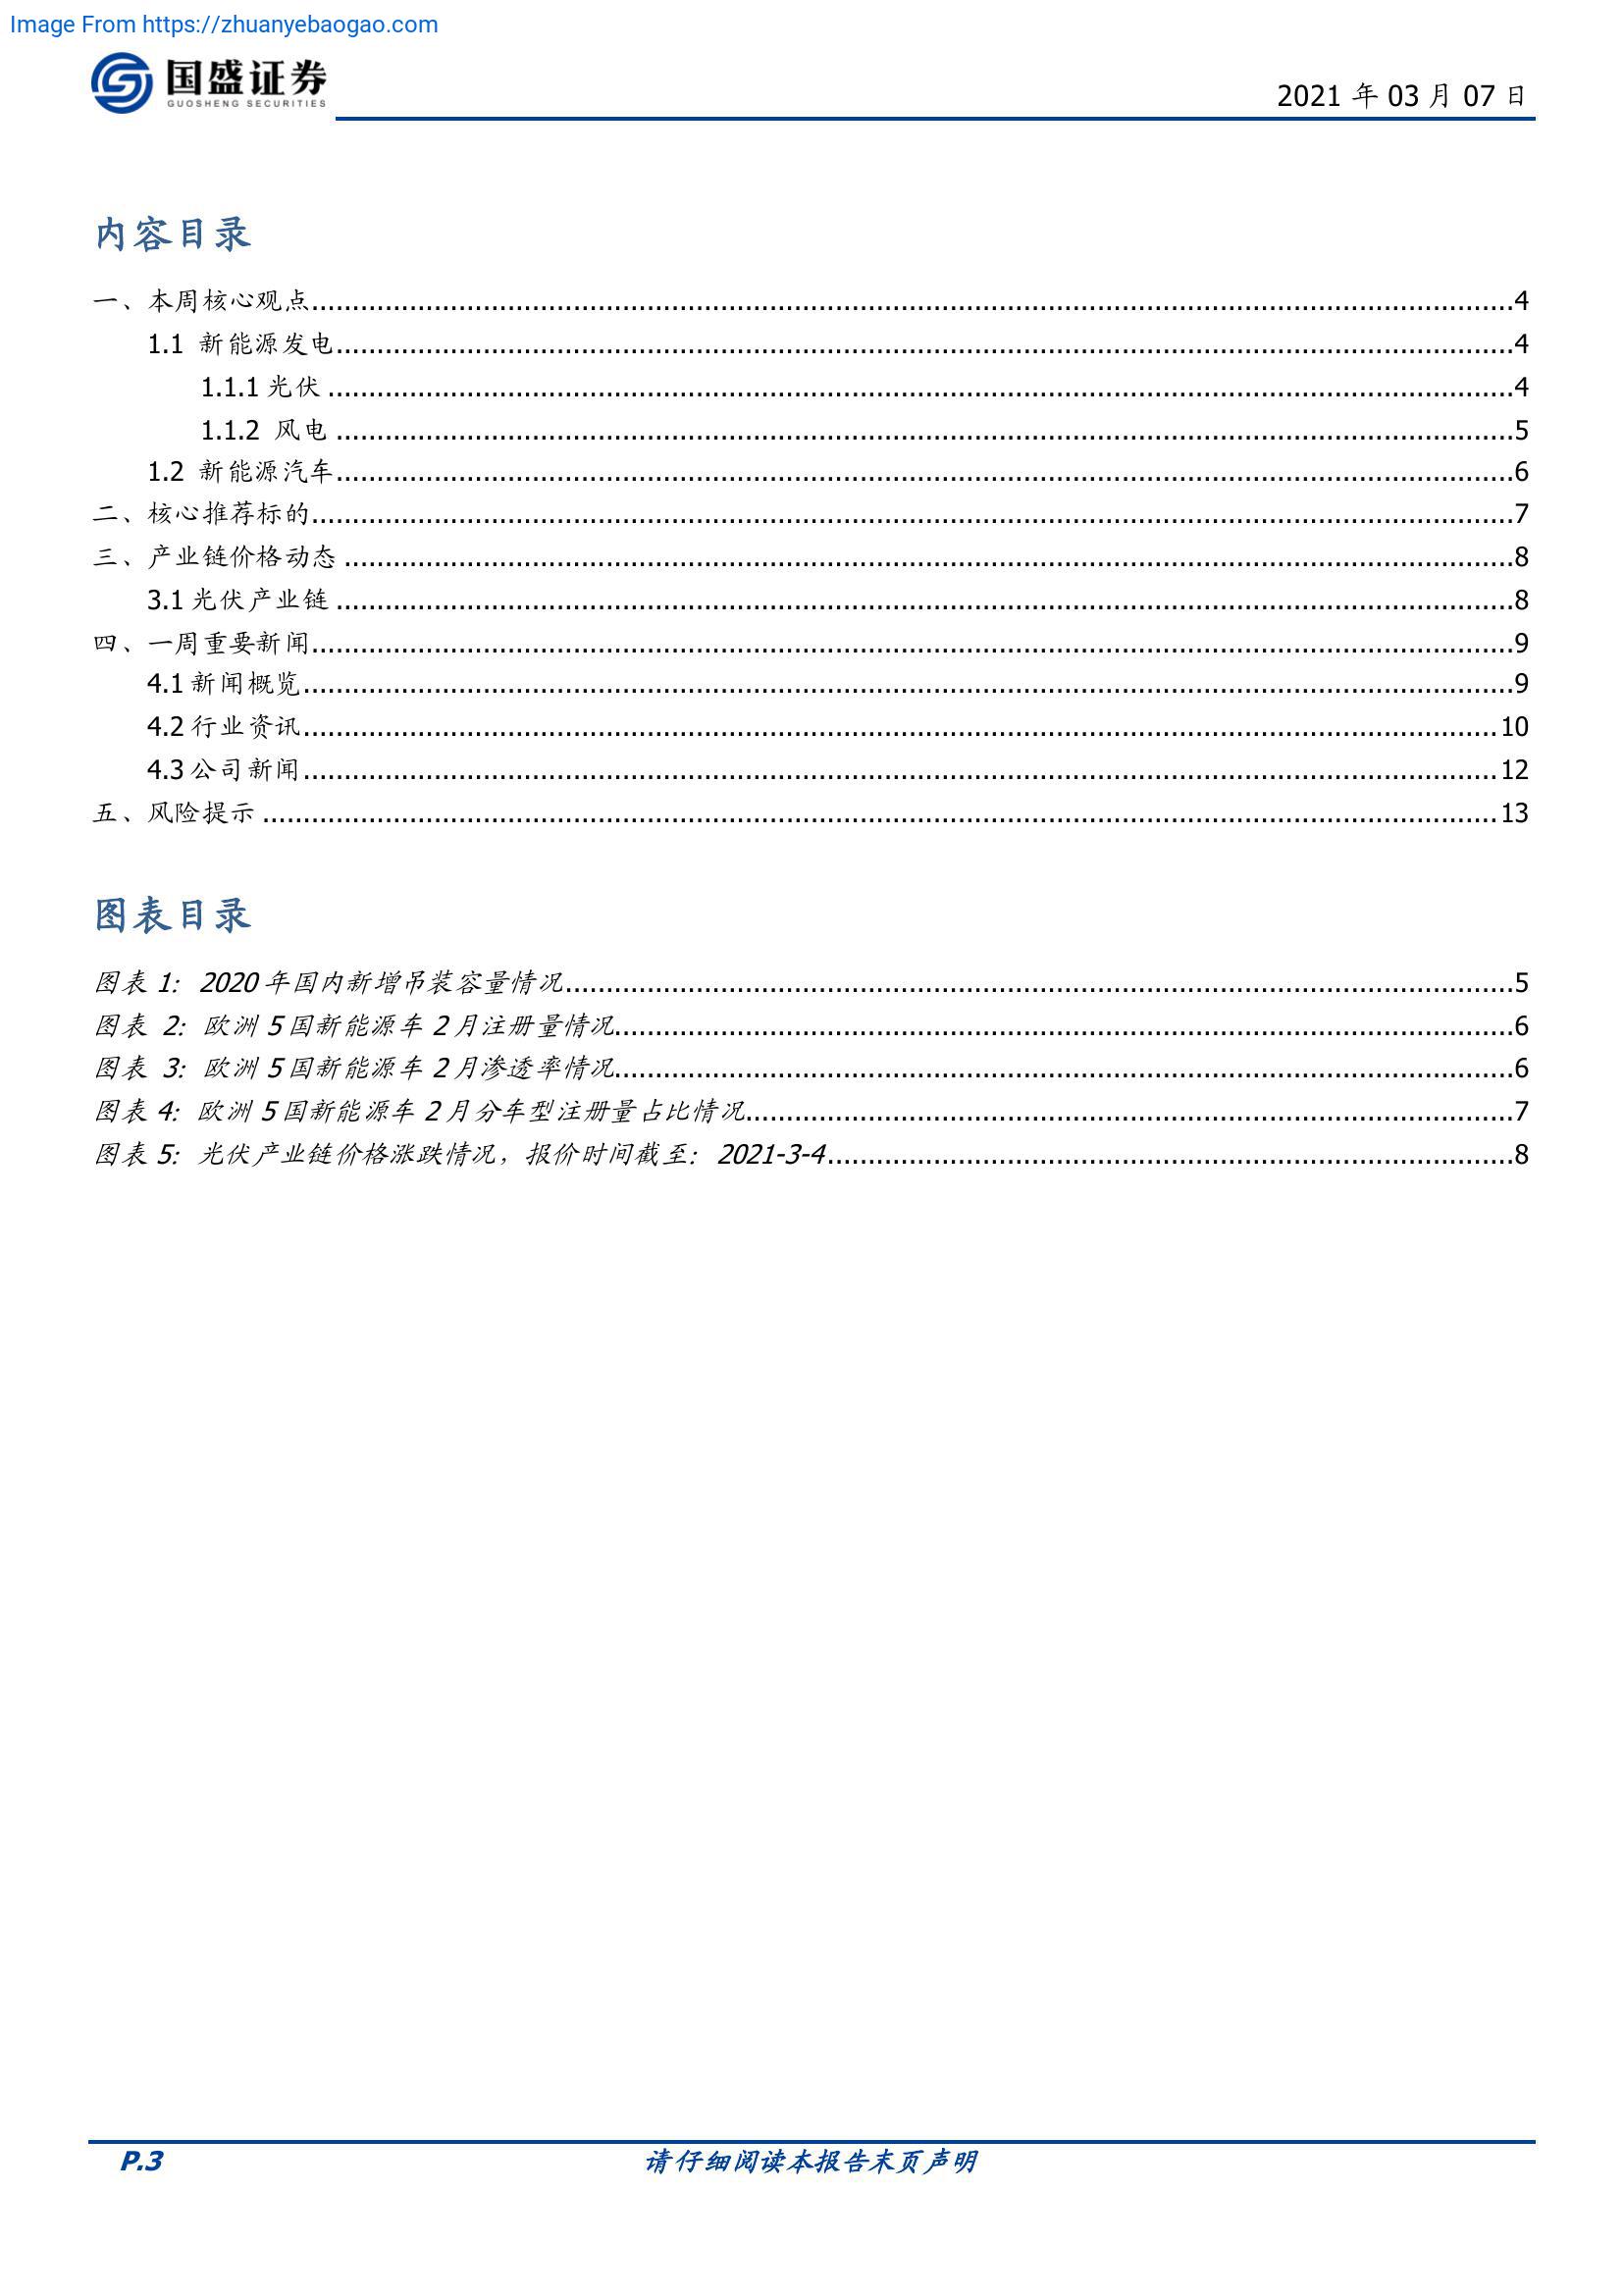 Image From https://zhuanyebaogao.com
国盛证券
GUOSHENG SECURITIES
2021 年 03 月 07 日
内容目录
一、本周核心观点........................................4
1.1 新能源发电........................................4
1.1.1光伏........................................4
1.1.2 风电........................................5
1.2 新能源汽车........................................6
二、核心推荐标的........................................7
三、产业链价格动态........................................8
3.1光伏产业链........................................8
四、一周重要新闻........................................9
4.1新闻概览........................................9
4.2行业资讯........................................10
4.3公司新闻........................................12
五、风险提示........................................13
图表目录
图表 1：2020 年国内新增吊装容量情况........................................5
图表 2：欧洲 5 国新能源车 2 月注册量情况........................................6
图表 3：欧洲 5 国新能源车 2 月渗透率情况........................................6
图表 4：欧洲 5 国新能源车 2 月分车型注册量占比情况........................................7
图表 5：光伏产业链价格涨跌情况，报价时间截至：2021-3-4........................................8
P.3
请仔细阅读本报告末页声明